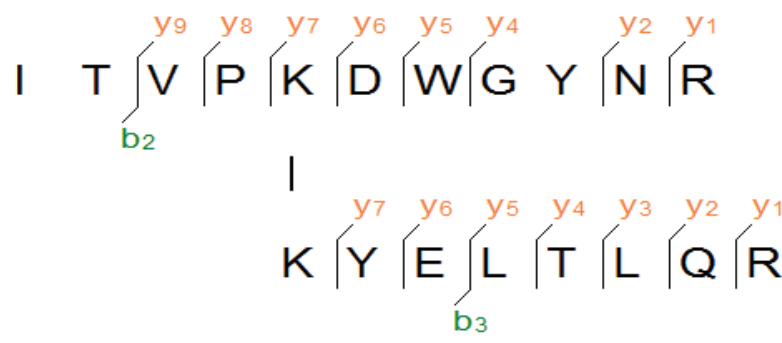 y9 y8 y7 y6 y5 y4 y2 y1
I T V P K D W G Y N R
b2
I
y7 y6 y5 y4 y3 y2 y1
K Y E L T L Q R
b3